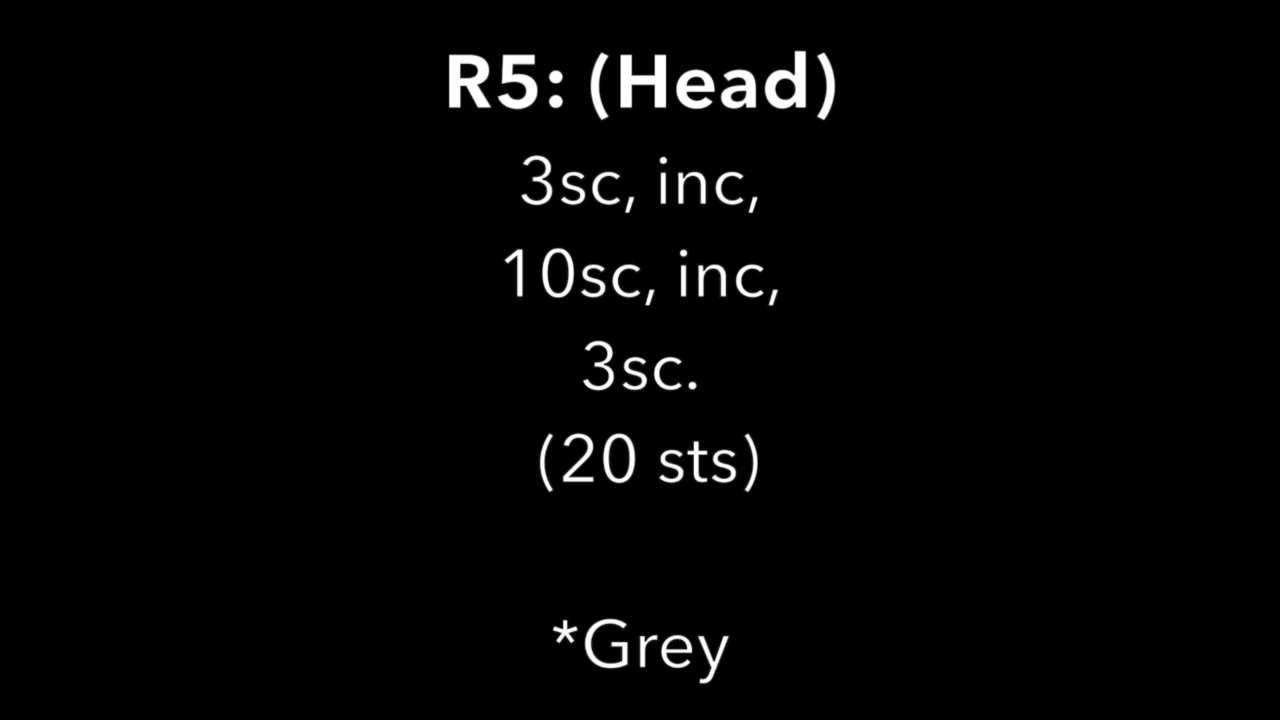 R5: (Head)
3sc, inc,
10sc, inc,
3sc.
(20 sts)
*Grey